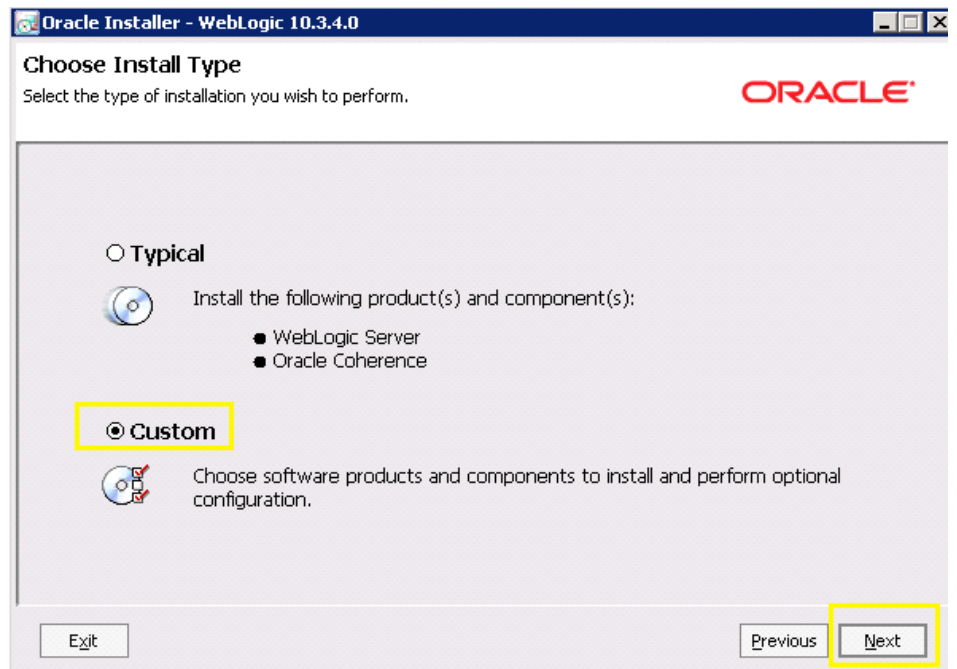 Oracle Installer - WebLogic 10.3.4.0
Choose Install Type
Select the type of installation you wish to perform.
ORACLE
Typical
Install the following product(s) and component(s):
● WebLogic Server
● Oracle Coherence
Custom
Choose software products and components to install and perform optional
configuration.
Exit
Previous
Next